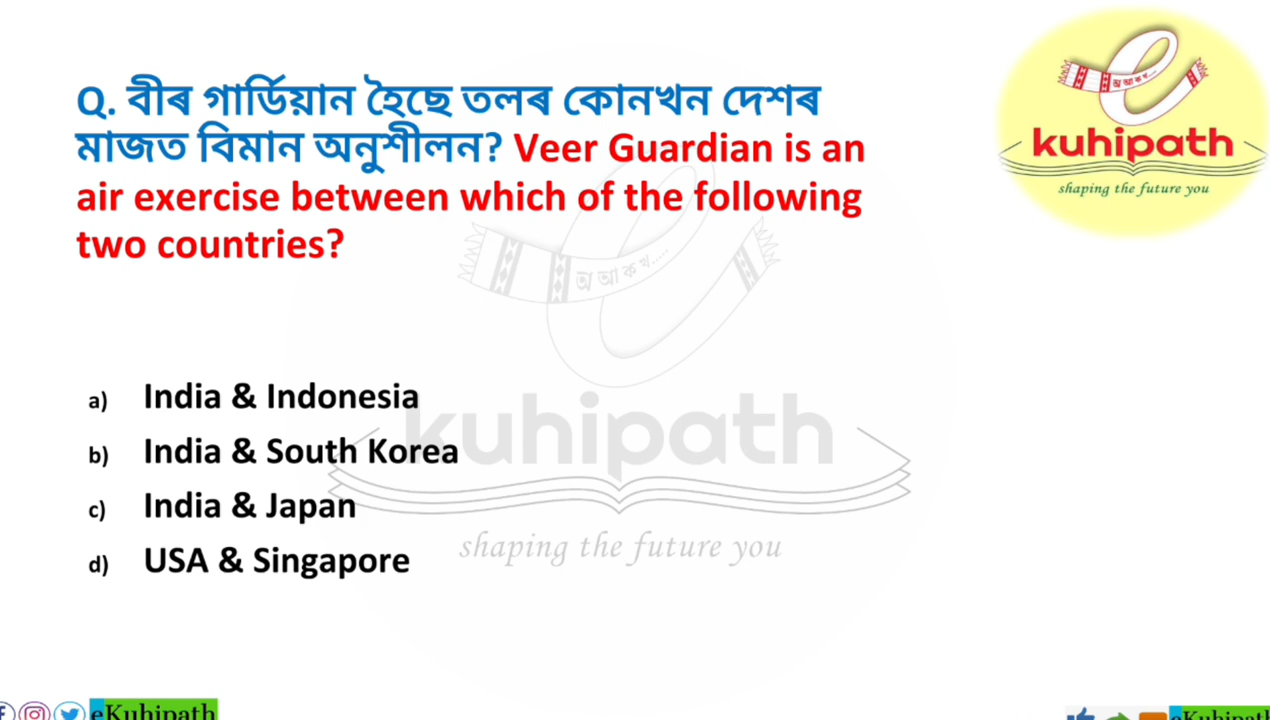 Q. বীৰ গাৰ্ডিয়ান হৈছে তলৰ কোনখন দেশৰ
মাজত বিমান অনুশীলন? Veer Guardian is an
air exercise between which of the following
two countries?
a) India & Indonesia
b) India & South Korea
c) India & Japan
d) USA & Singapore
অ আ ক খ....
kuhipath
shaping the future you
অ আ ক খ.....
kuhipath
shaping the future you
eKuhipath
eKuhipath